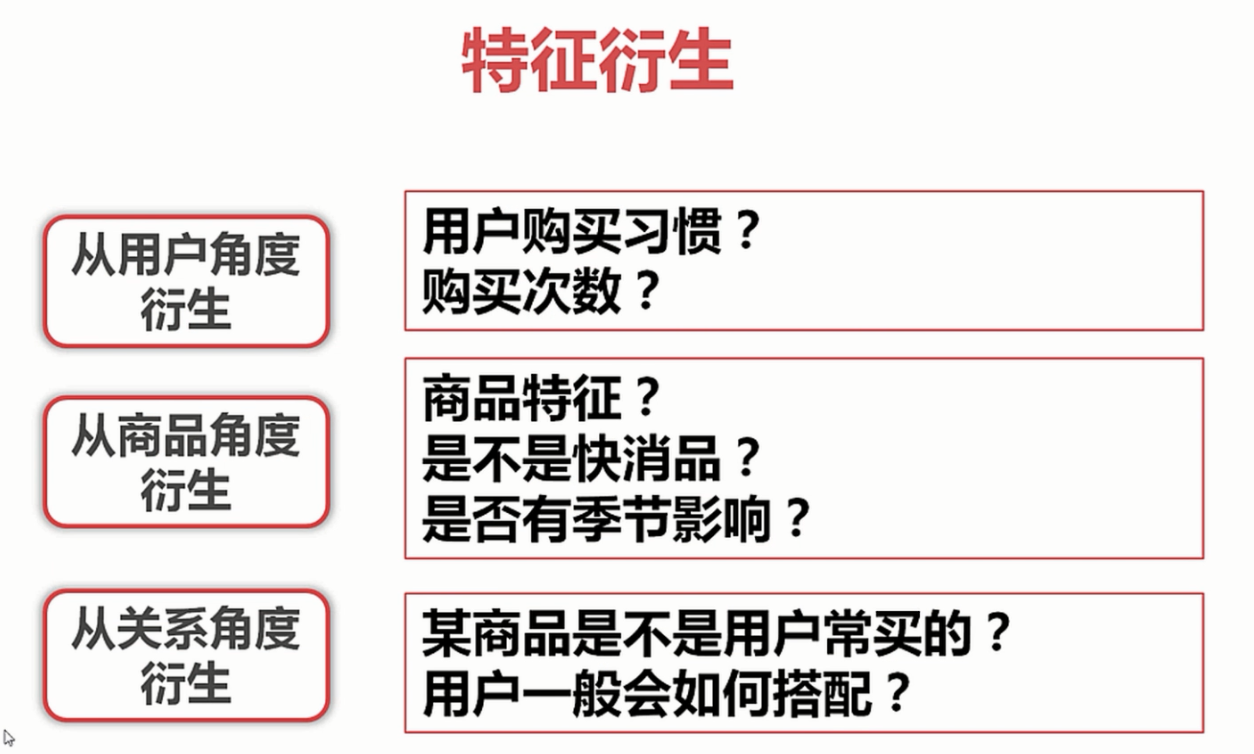 特征衍生
从用户角度
衍生
用户购买习惯？
购买次数？
从商品角度
衍生
商品特征？
是不是快消品？
是否有季节影响？
从关系角度
衍生
某商品是不是用户常买的？
用户一般会如何搭配？